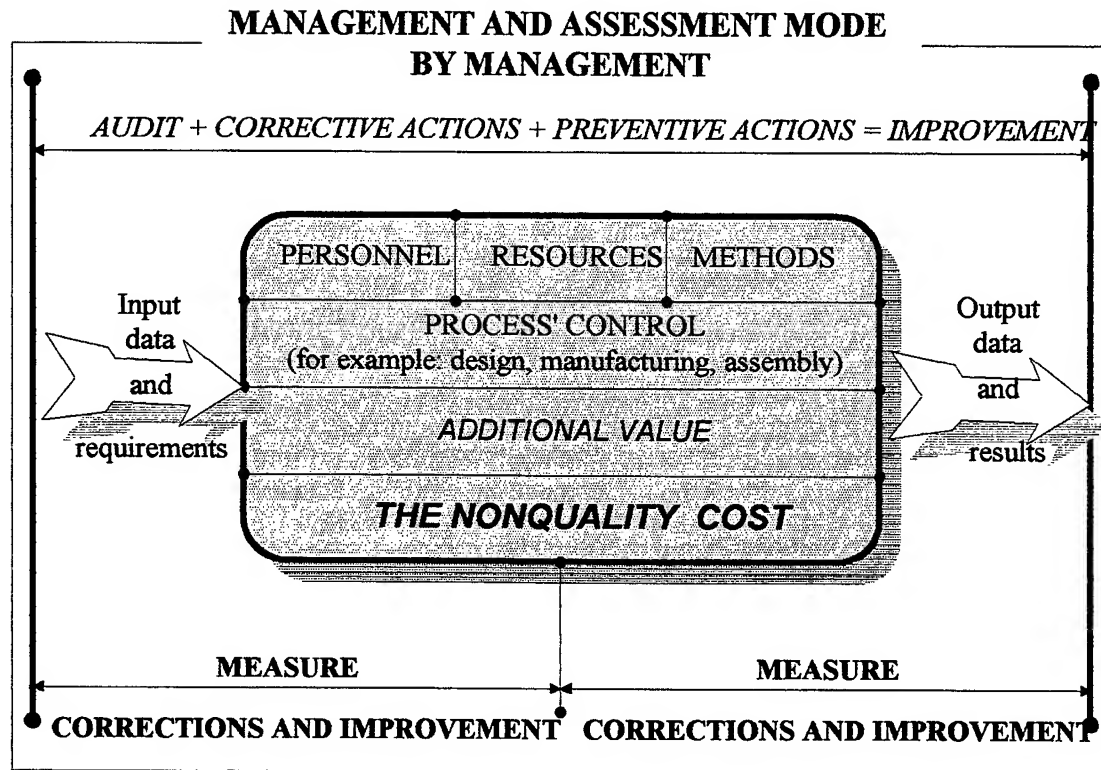 MANAGEMENT AND ASSESSMENT MODE
BY MANAGEMENT
AUDIT + CORRECTIVE ACTIONS + PREVENTIVE ACTIONS = IMPROVEMENT
PERSONNEL RESOURCES METHODS
Input
data
and
requirements
PROCESS' CONTROL
(for example: design, manufacturing, assembly)
ADDITIONAL VALUE
THE NONQUALITY COST
Output
data
and
results
MEASURE MEASURE
CORRECTIONS AND IMPROVEMENT CORRECTIONS AND IMPROVEMENT